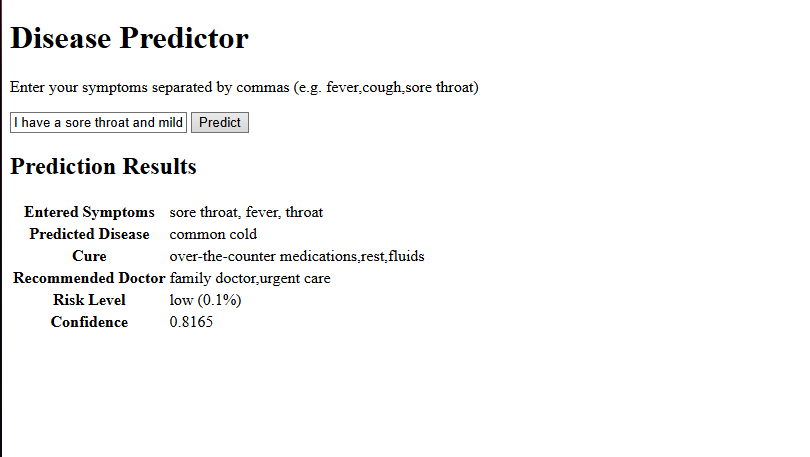 Disease Predictor
Enter your symptoms separated by commas (e.g. fever,cough,sore throat)
I have a sore throat and mild Predict
Prediction Results
Entered Symptoms sore throat, fever, throat
Predicted Disease common cold
Cure over-the-counter medications,rest,fluids
Recommended Doctor family doctor,urgent care
Risk Level low (0.1%)
Confidence 0.8165